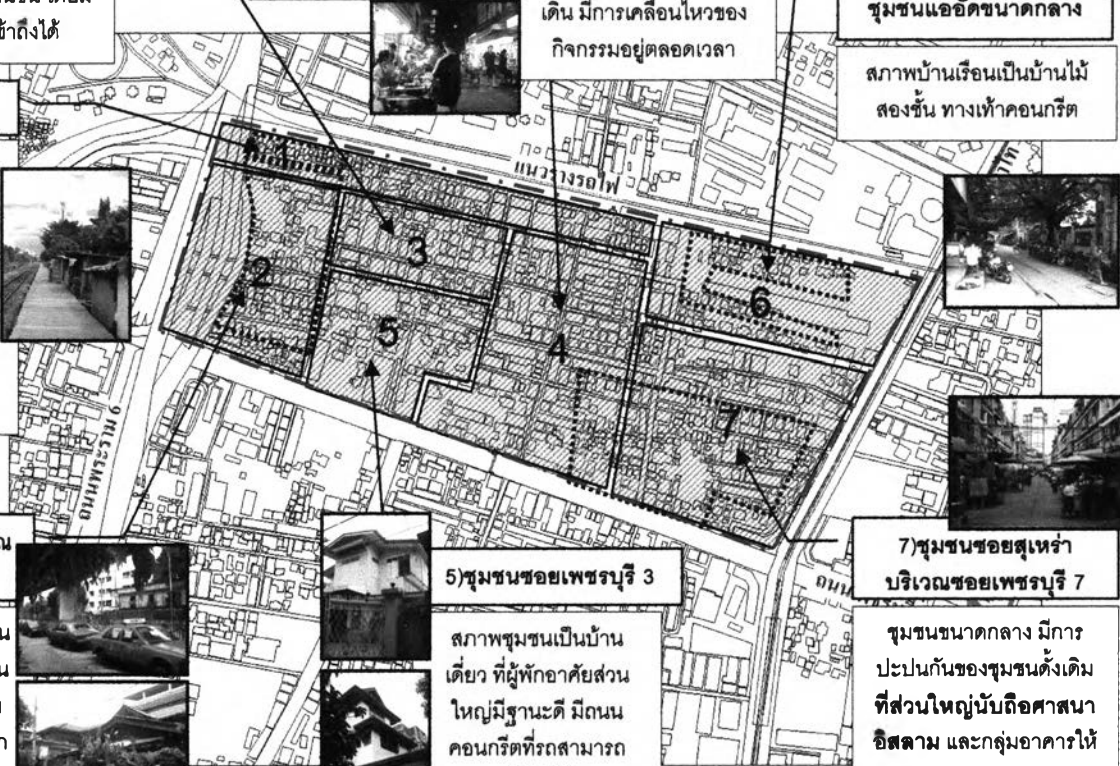 เข้าถึงได้
เดิน มีการเคลื่อนไหวของ
กิจกรรมอยู่ตลอดเวลา
ชุมชนแออัดขนาดกลาง
สภาพบ้านเรือนเป็นบ้านไม้
สองชั้น ทางเท้าคอนกรีต
แนวรางรถไฟ
1
2
3
4
5
6
7
ถนนพระราม 6
ถนน
5)ชุมชนซอยเพชรบุรี 3
สภาพชุมชนเป็นบ้าน
เดี่ยว ที่ผู้พักอาศัยส่วน
ใหญ่มีฐานะดี มีถนน
คอนกรีตที่รถสามารถ
7)ชุมชนซอยสุเหร่า
บริเวณซอยเพชรบุรี 7
ชุมชนขนาดกลาง มีการ
ปะปนกันของชุมชนดั้งเดิม
ที่ส่วนใหญ่นับถือศาสนา
อิสลาม และกลุ่มอาคารให้